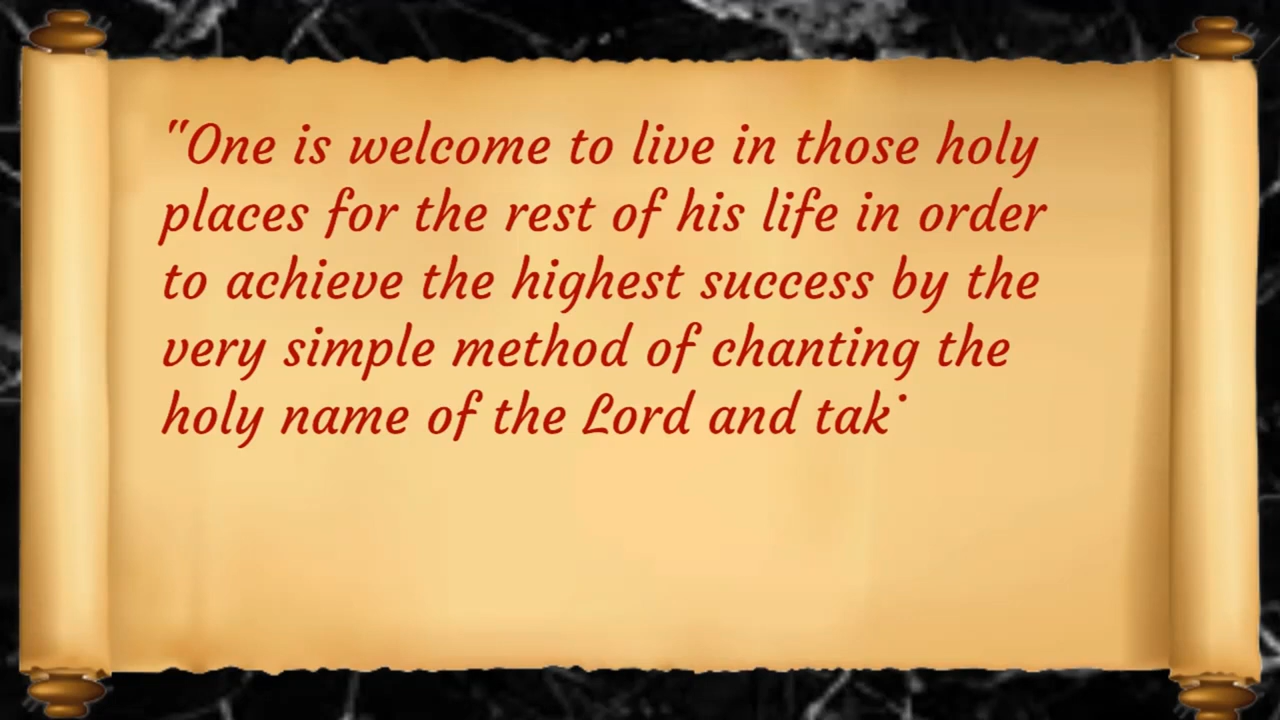 "One is welcome to live in those holy
places for the rest of his life in order
to achieve the highest success by the
very simple method of chanting the
holy name of the Lord and tak